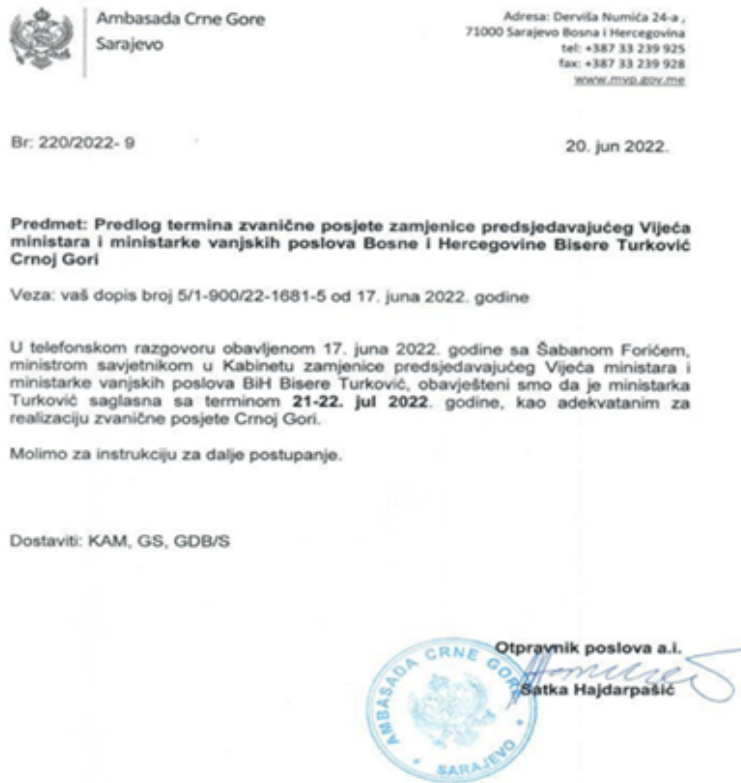 Ambasada Crne Gore
Sarajevo
Adresa: Derviša Numića 24-a ,
71000 Sarajevo Bosna i Hercegovina
tel: +387 33 239 925
fax: +387 33 239 928
www.mvp.gov.me
Br: 220/2022- 9
20. jun 2022.
Predmet: Predlog termina zvanične posjete zamjenice predsjedavajućeg Vijeća
ministara i ministarke vanjskih poslova Bosne i Hercegovine Bisere Turković
Crnoj Gori
Veza: vaš dopis broj 5/1-900/22-1681-5 od 17. juna 2022. godine
U telefonskom razgovoru obavljenom 17. juna 2022. godine sa Šabanom Forićem,
ministrom savjetnikom u Kabinetu zamjenice predsjedavajućeg Vijeća ministara i
ministarke vanjskih poslova BiH Bisere Turković, obavješteni smo da je ministarka
Turković saglasna sa terminom 21-22. jul 2022. godine, kao adekvatanim za
realizaciju zvanične posjete Crnoj Gori.
Molimo za instrukciju za dalje postupanje.
Dostaviti: KAM, GS, GDB/S
Otpravnik poslova a.i.
Satka Hajdarpašić
AMBASADA CRNE GORE
SARAJEVO